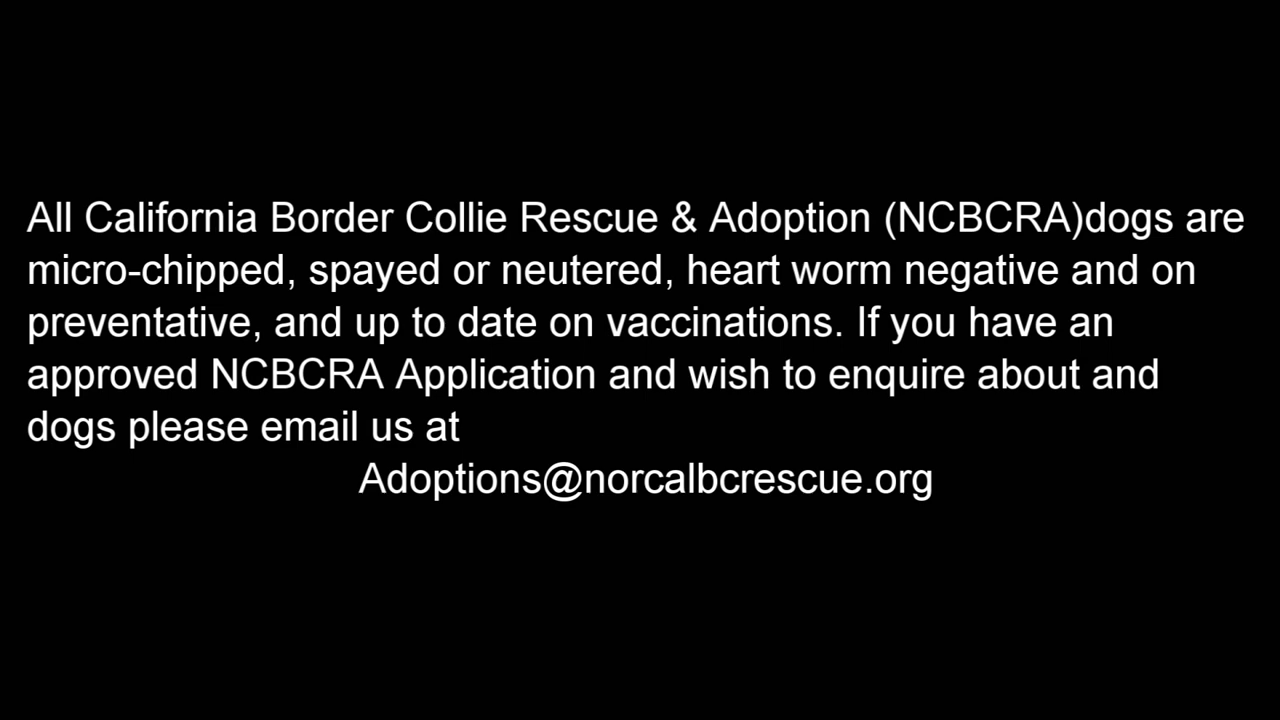 All California Border Collie Rescue & Adoption (NCBCRA)dogs are
micro-chipped, spayed or neutered, heart worm negative and on
preventative, and up to date on vaccinations. If you have an
approved NCBCRA Application and wish to enquire about and
dogs please email us at
Adoptions@norcalbcrescue.org